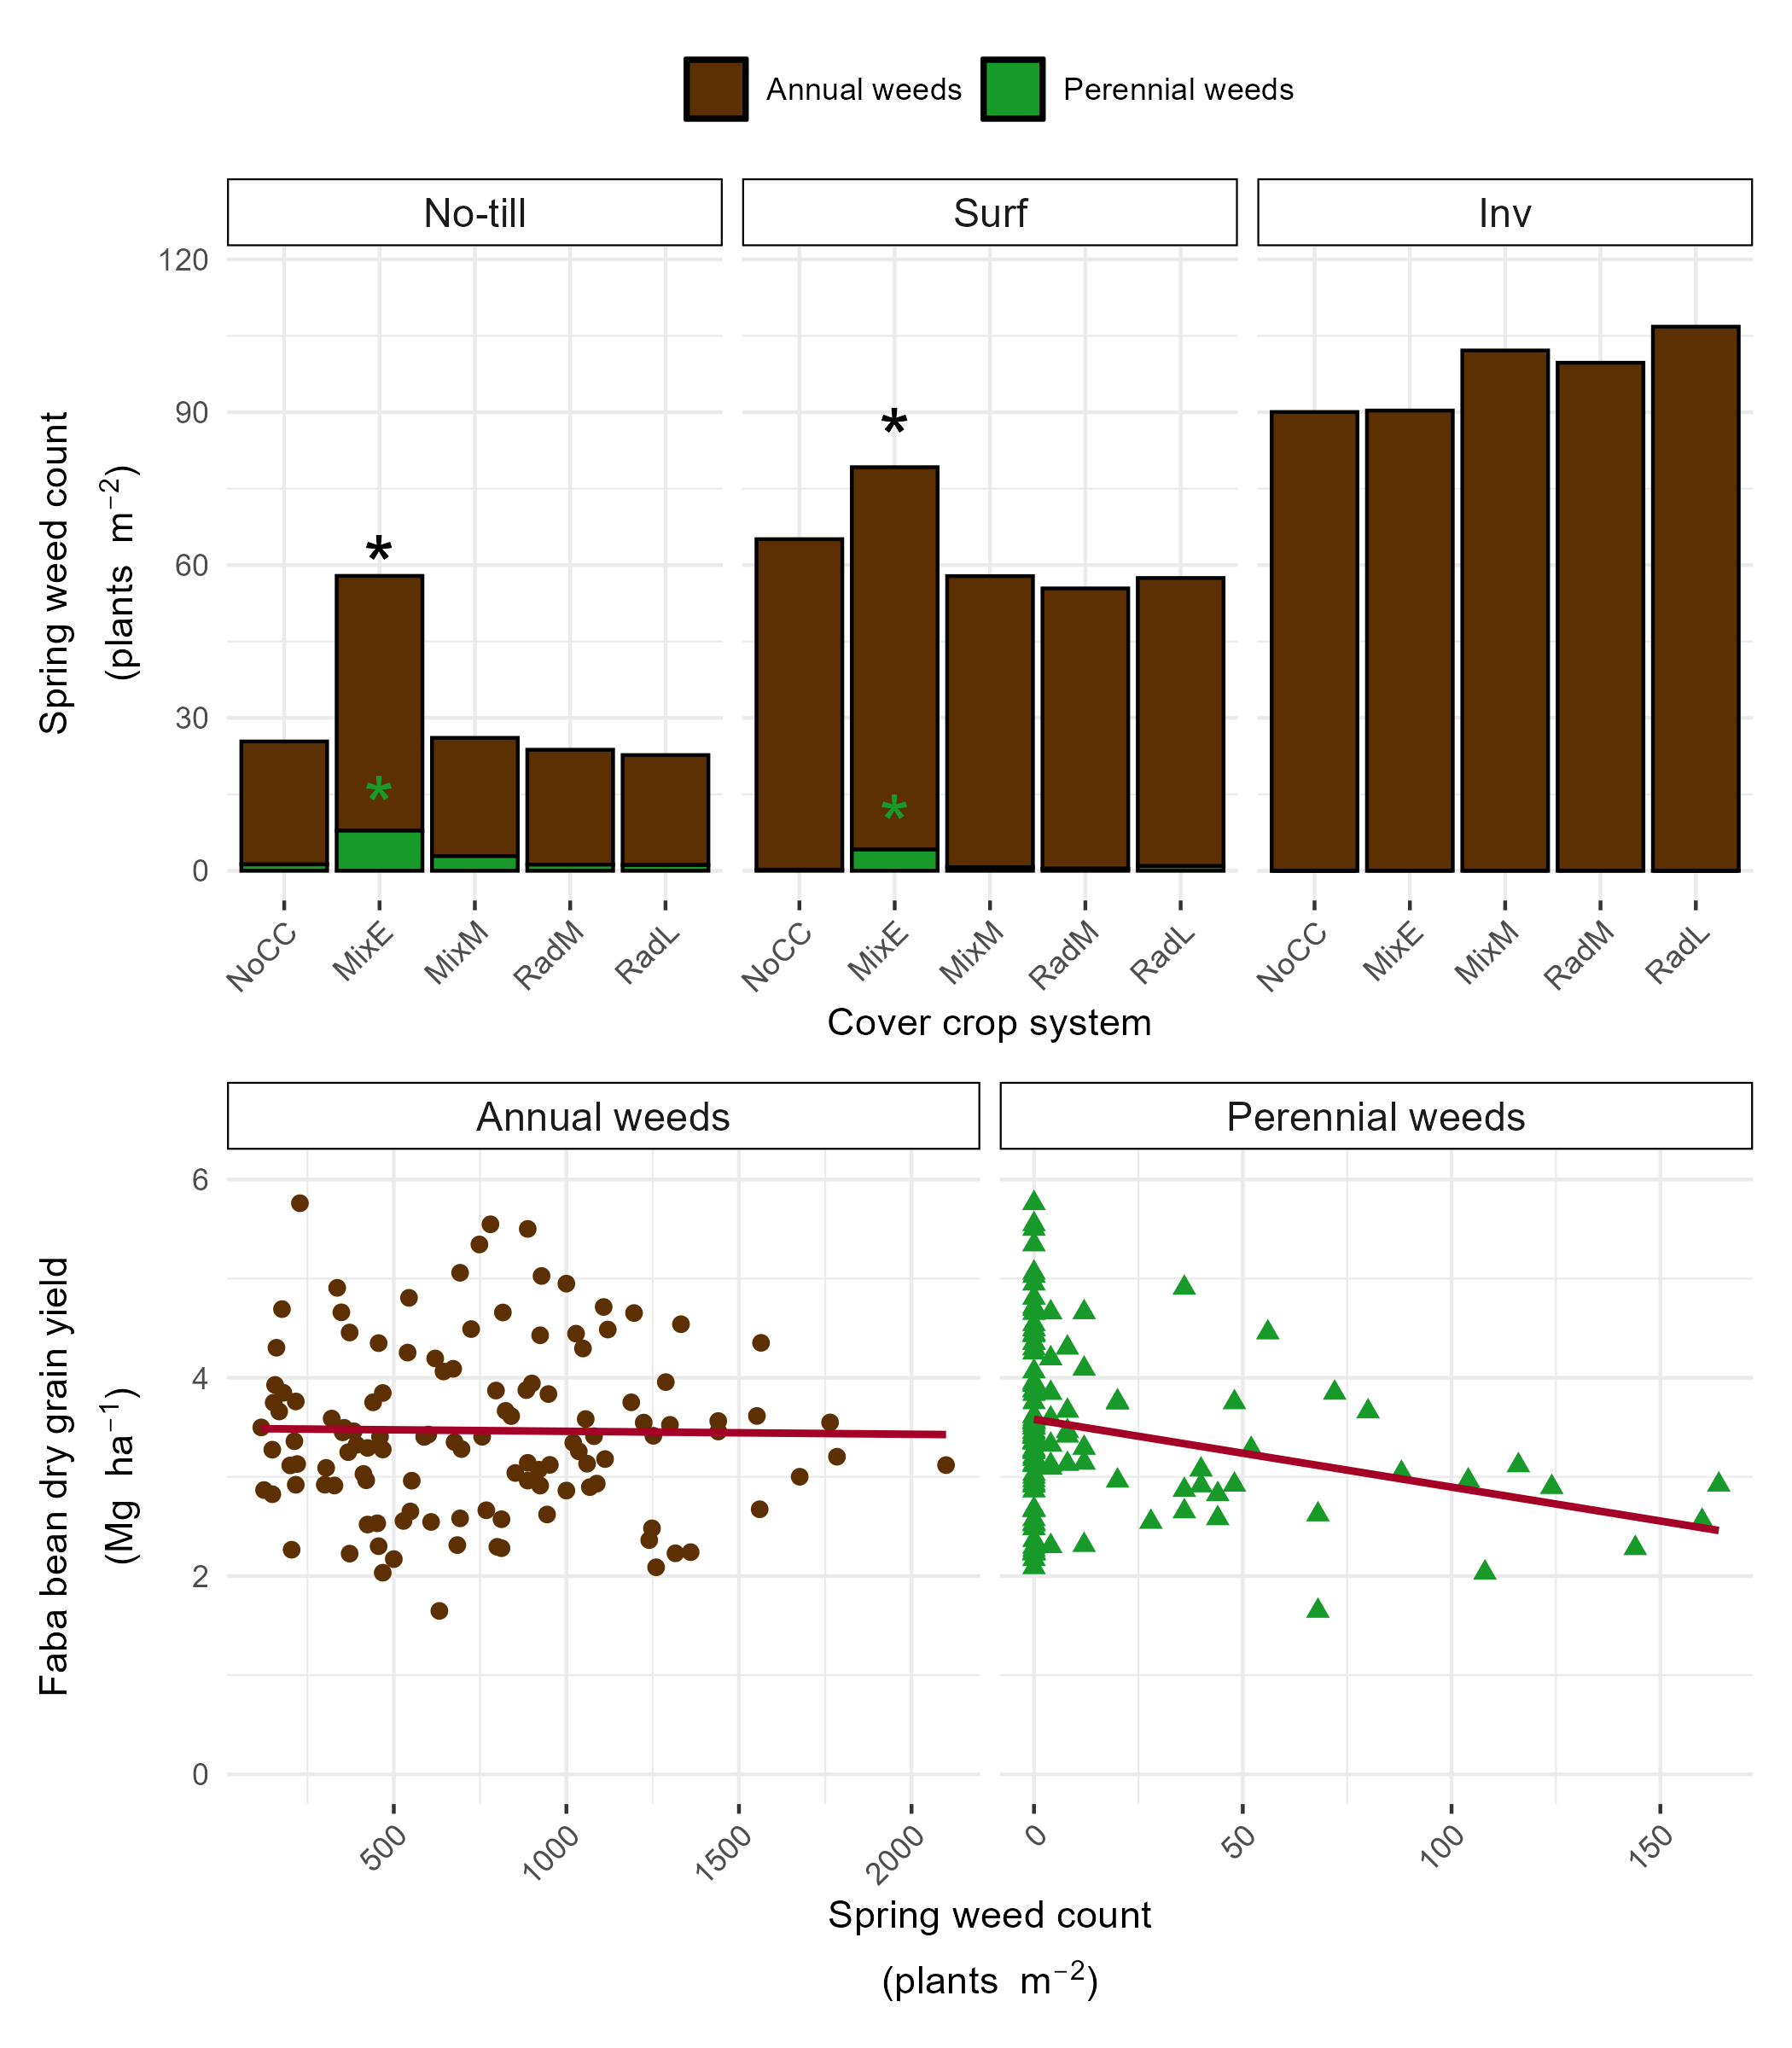 Annual weeds Perennial weeds
No-till Surf Inv
Spring weed count
(plants m⁻²)
120
90
60
30
0
* * * *
NoCC MixE MixM RadM RadL NoCC MixE MixM RadM RadL NoCC MixE MixM RadM RadL
Cover crop system
Annual weeds Perennial weeds
Faba bean dry grain yield
(Mg ha⁻¹)
6
4
2
0
500 1000 1500 2000 0 50 100 150
Spring weed count
(plants m⁻²)